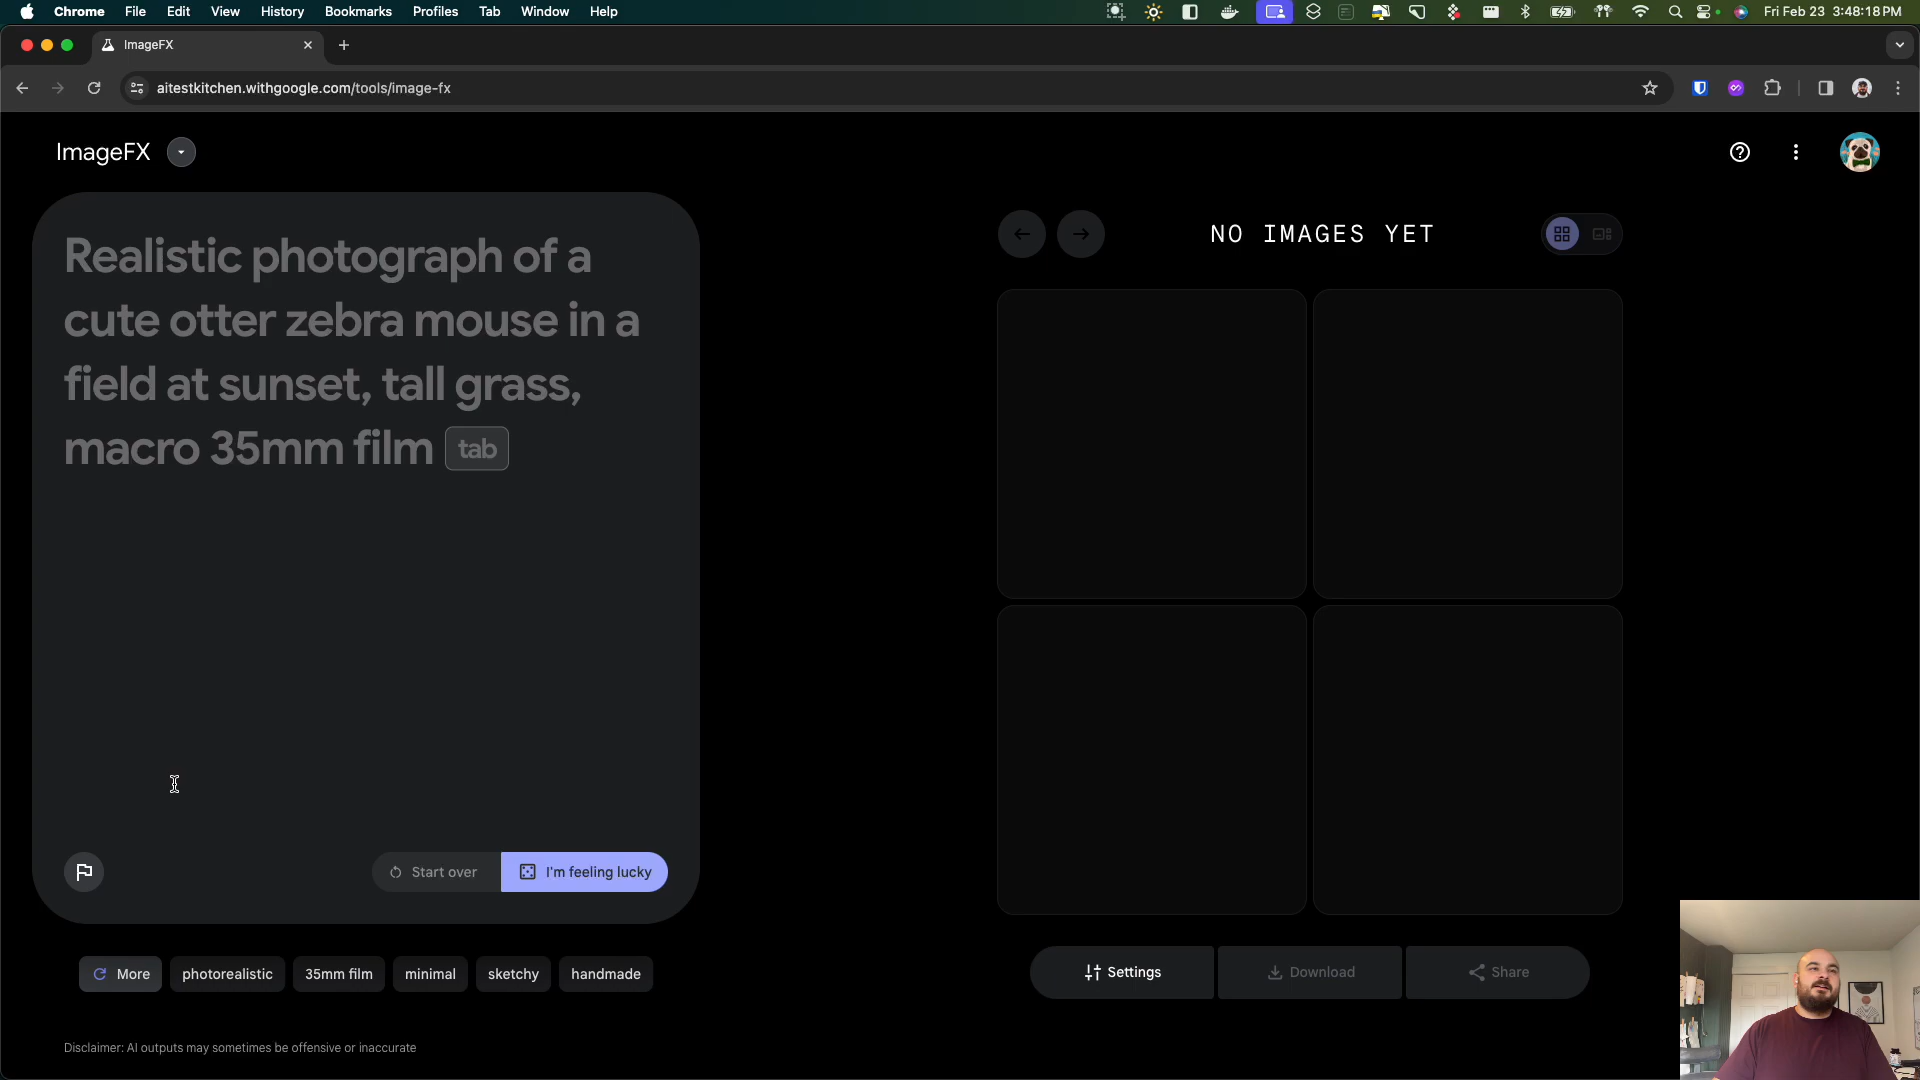 Chrome File Edit View History Bookmarks Profiles Tab Window Help Fri Feb 23 3:48:18 PM
ImageFX
aitestkitchen.withgoogle.com/tools/image-fx
ImageFX
Realistic photograph of a
cute otter zebra mouse in a
field at sunset, tall grass,
macro 35mm film tab
Start over I'm feeling lucky
More photorealistic 35mm film minimal sketchy handmade
Disclaimer: AI outputs may sometimes be offensive or inaccurate
NO IMAGES YET
Settings Download Share